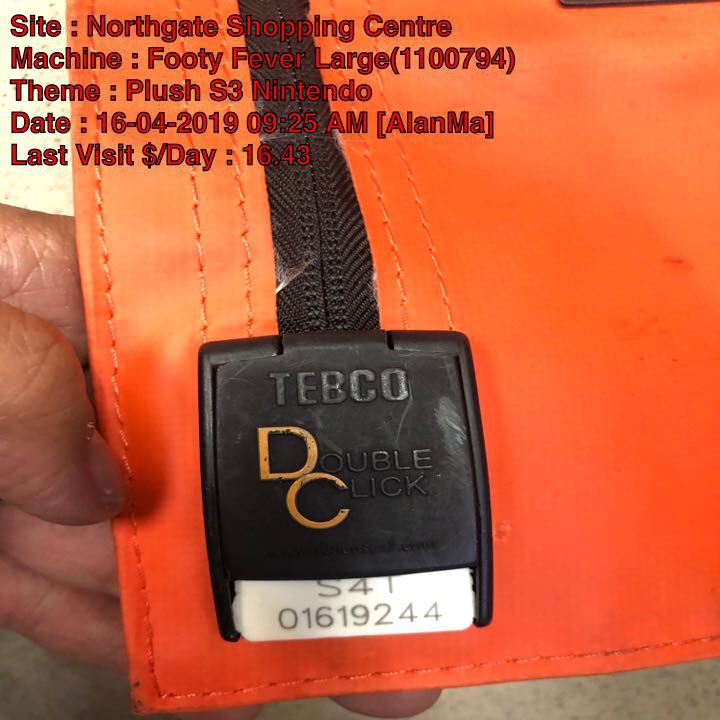 Site : Northgate Shopping Centre
Machine : Footy Fever Large(1100794)
Theme : Plush S3 Nintendo
Date : 16-04-2019 09:25 AM [AlanMa]
Last Visit $/Day : 16.43
TEBCO
DOUBLE
CLICK
S41
01619244